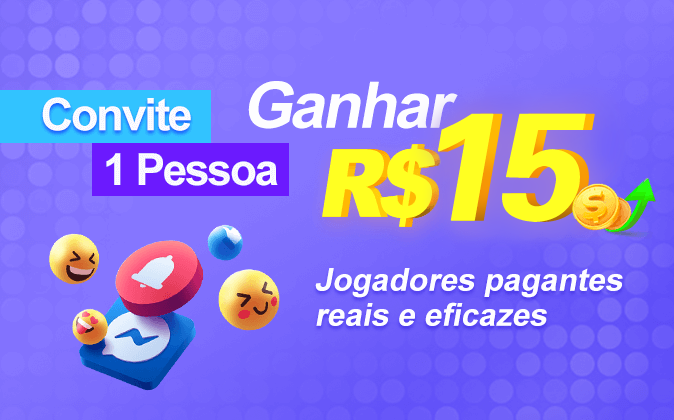 Convite
1 Pessoa
Ganhar
R$15
Jogadores pagantes
reais e eficazes